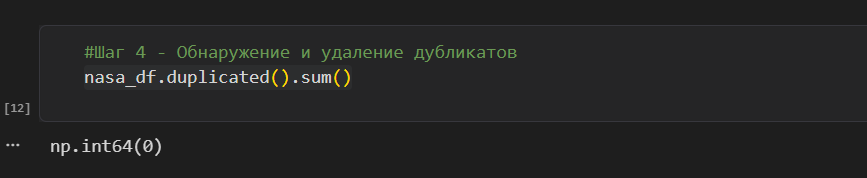 #Шаг 4 - Обнаружение и удаление дубликатов
nasa_df.duplicated().sum()
[12]
... np.int64(0)